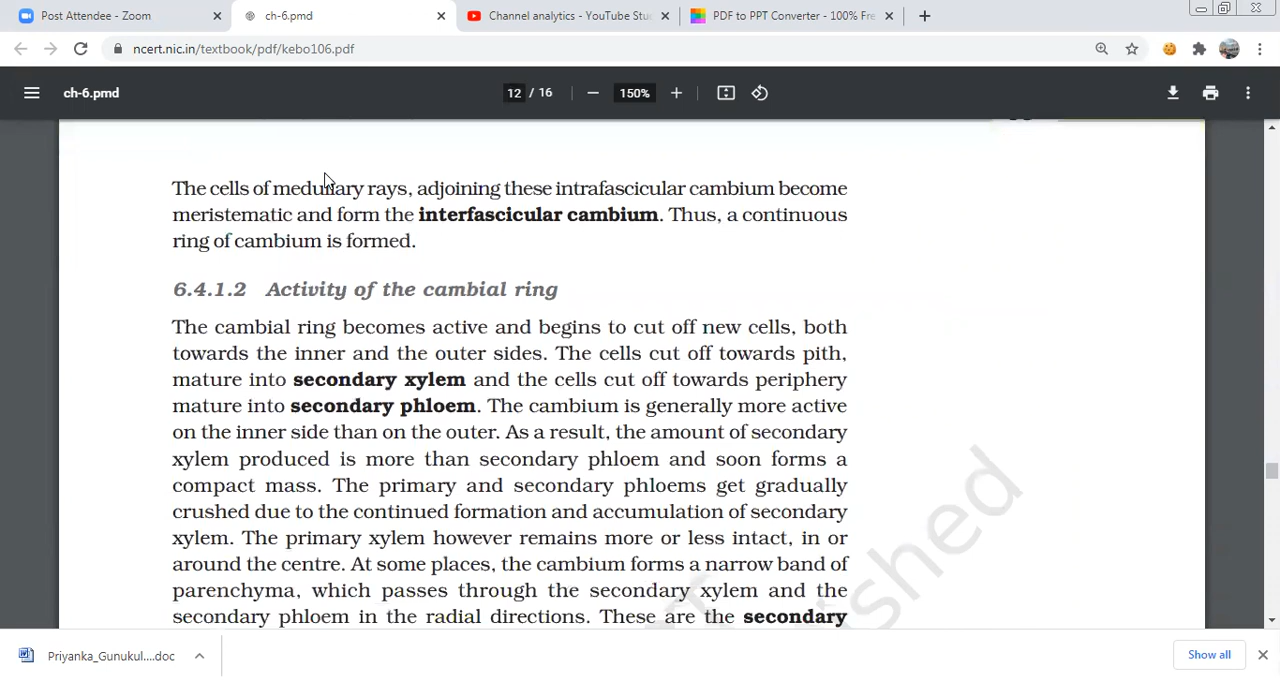 Post Attendee - Zoom
ch-6.pmd
Channel analytics - YouTube Stu
PDF to PPT Converter - 100% Fre
ncert.nic.in/textbook/pdf/kebo106.pdf
ch-6.pmd
12 / 16
150%
The cells of medullary rays, adjoining these intrafascicular cambium become
meristematic and form the interfascicular cambium. Thus, a continuous
ring of cambium is formed.
6.4.1.2 Activity of the cambial ring
The cambial ring becomes active and begins to cut off new cells, both
towards the inner and the outer sides. The cells cut off towards pith,
mature into secondary xylem and the cells cut off towards periphery
mature into secondary phloem. The cambium is generally more active
on the inner side than on the outer. As a result, the amount of secondary
xylem produced is more than secondary phloem and soon forms a
compact mass. The primary and secondary phloems get gradually
crushed due to the continued formation and accumulation of secondary
xylem. The primary xylem however remains more or less intact, in or
around the centre. At some places, the cambium forms a narrow band of
parenchyma, which passes through the secondary xylem and the
secondary phloem in the radial directions. These are the secondary
Priyanka_Gunukul....doc
Show all